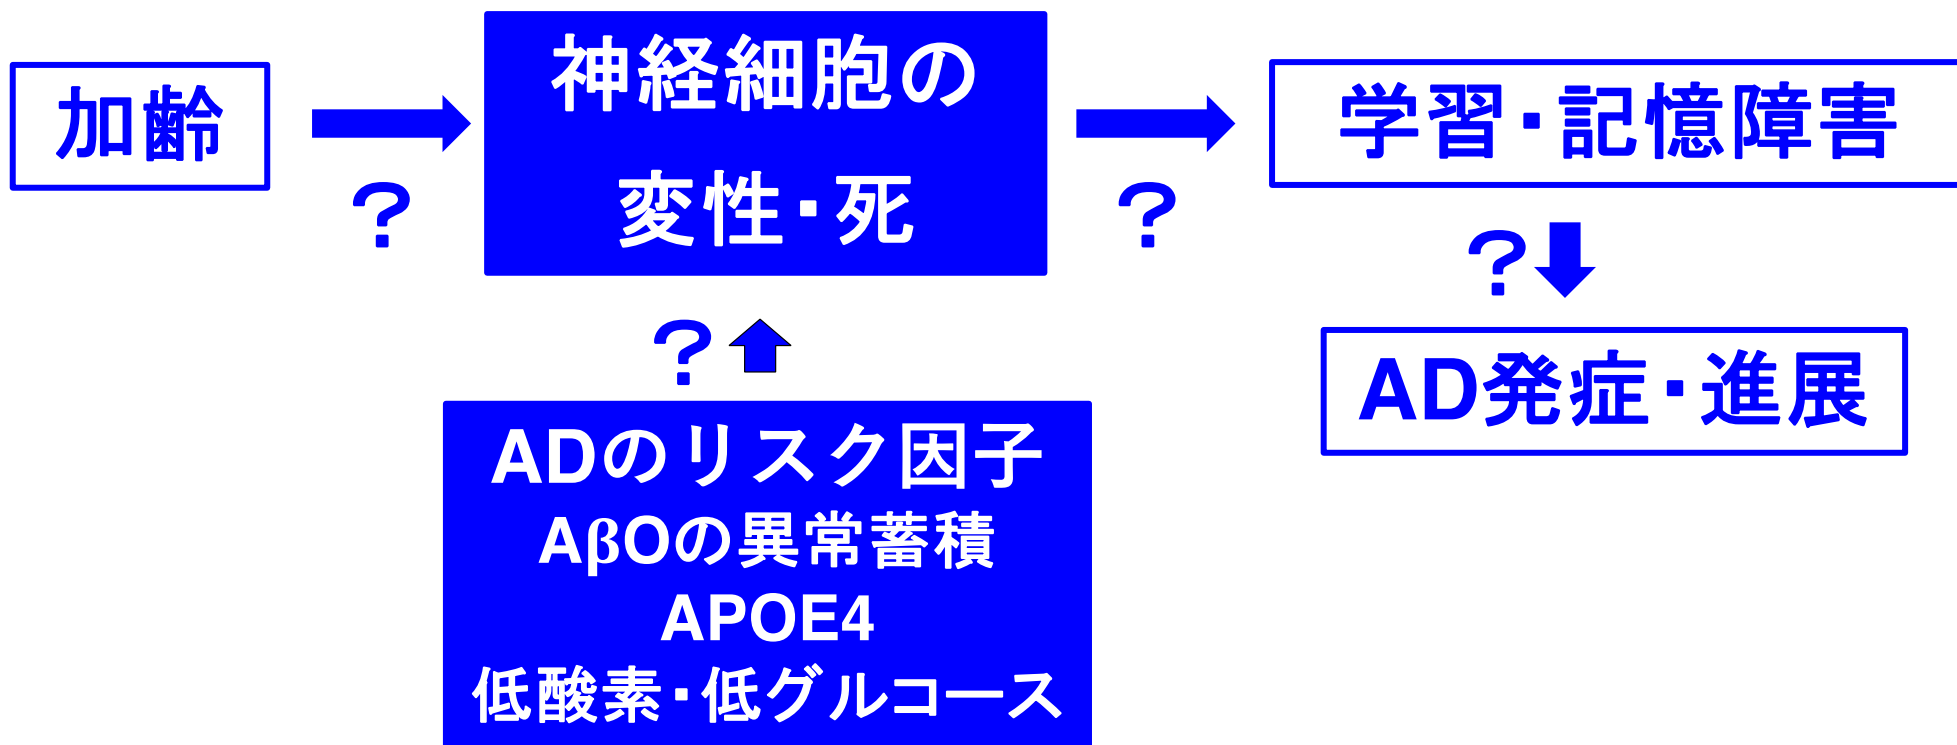 加齢
?
神経細胞の
変性・死
?
学習・記憶障害
?
AD発症・進展
?
ADのリスク因子
AβOの異常蓄積
APOE4
低酸素・低グルコース